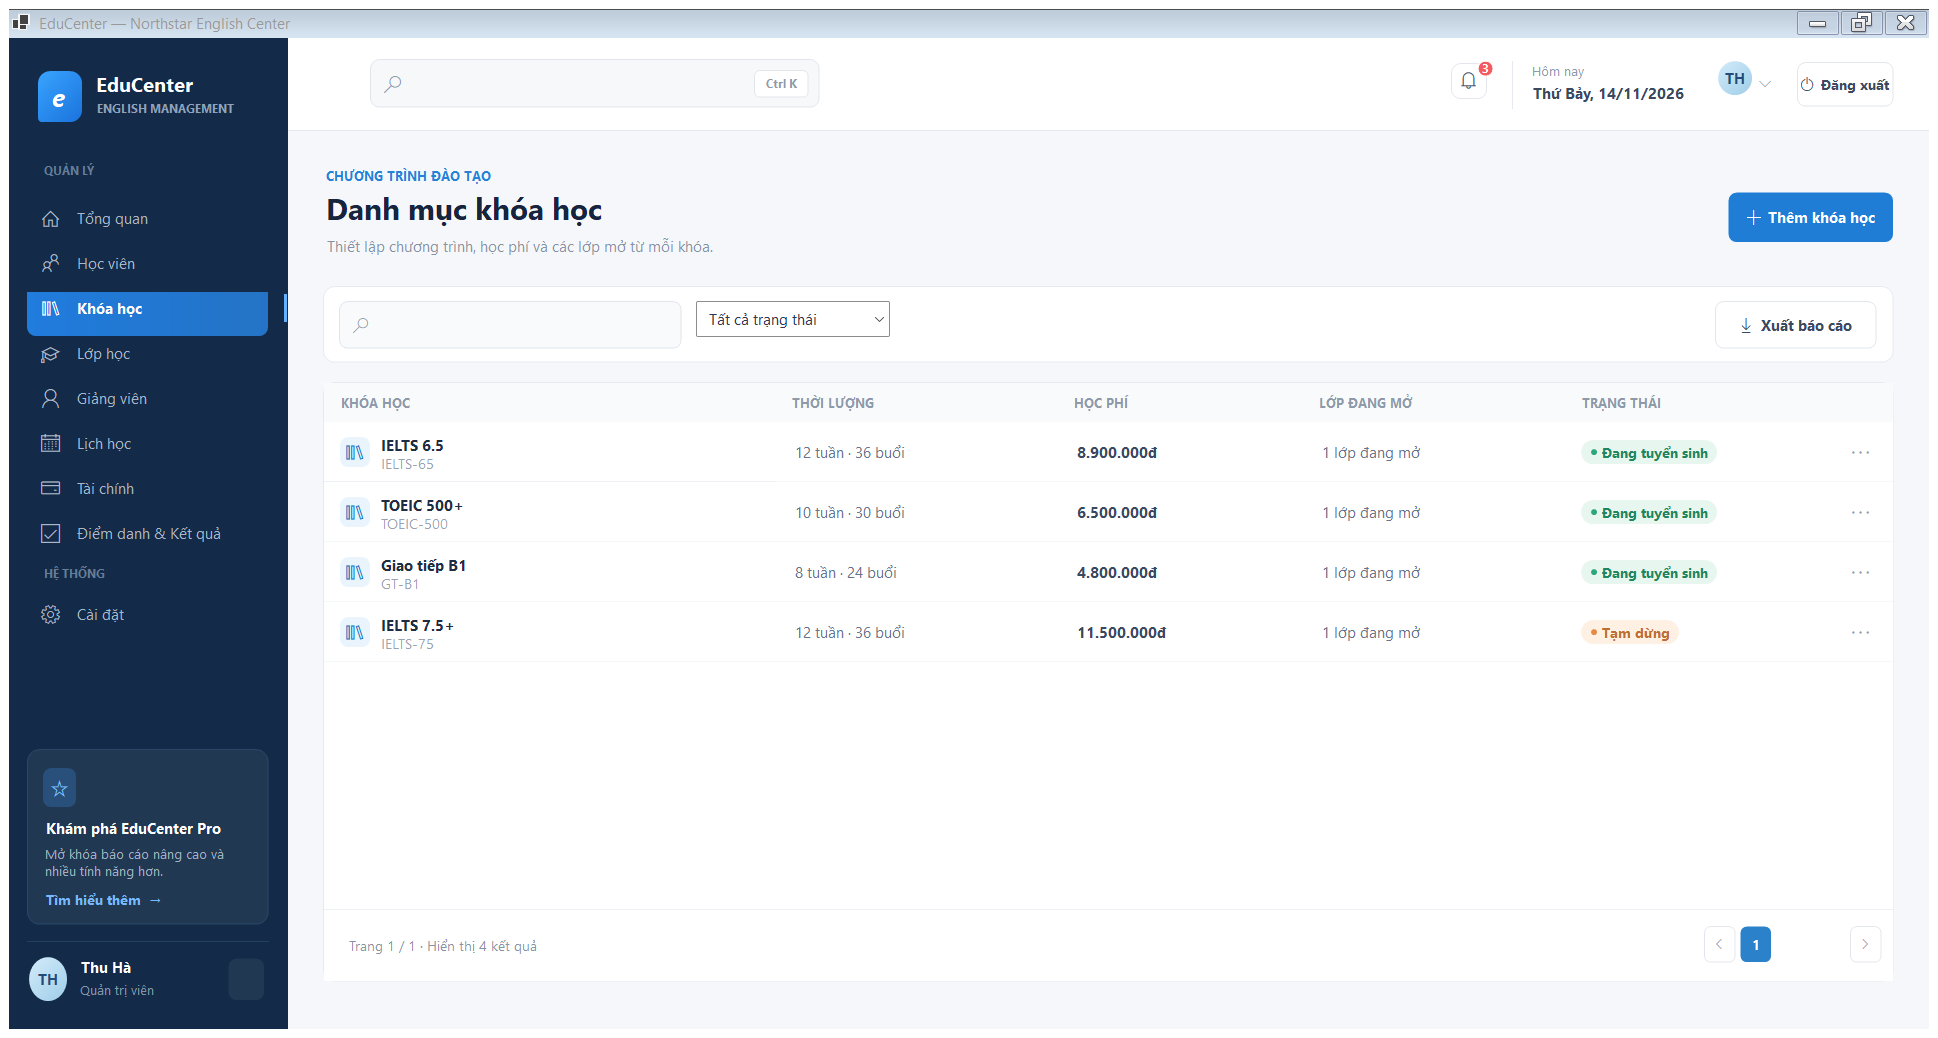 EduCenter — Northstar English Center
e
EduCenter
ENGLISH MANAGEMENT
QUẢN LÝ
Tổng quan
Học viên
Khóa học
Lớp học
Giảng viên
Lịch học
Tài chính
Điểm danh & Kết quả
HỆ THỐNG
Cài đặt
Khám phá EduCenter Pro
Mở khóa báo cáo nâng cao và
nhiều tính năng hơn.
Tìm hiểu thêm →
TH
Thu Hà
Quản trị viên
Ctrl K
3
Hôm nay
Thứ Bảy, 14/11/2026
TH
Đăng xuất
CHƯƠNG TRÌNH ĐÀO TẠO
Danh mục khóa học
Thiết lập chương trình, học phí và các lớp mở từ mỗi khóa.
Thêm khóa học
Tất cả trạng thái
Xuất báo cáo
KHÓA HỌC THỜI LƯỢNG HỌC PHÍ LỚP ĐANG MỞ TRẠNG THÁI
IELTS 6.5
IELTS-65
12 tuần · 36 buổi
8.900.000đ
1 lớp đang mở
Đang tuyển sinh
TOEIC 500+
TOEIC-500
10 tuần · 30 buổi
6.500.000đ
1 lớp đang mở
Đang tuyển sinh
Giao tiếp B1
GT-B1
8 tuần · 24 buổi
4.800.000đ
1 lớp đang mở
Đang tuyển sinh
IELTS 7.5+
IELTS-75
12 tuần · 36 buổi
11.500.000đ
1 lớp đang mở
Tạm dừng
Trang 1 / 1 · Hiển thị 4 kết quả
1